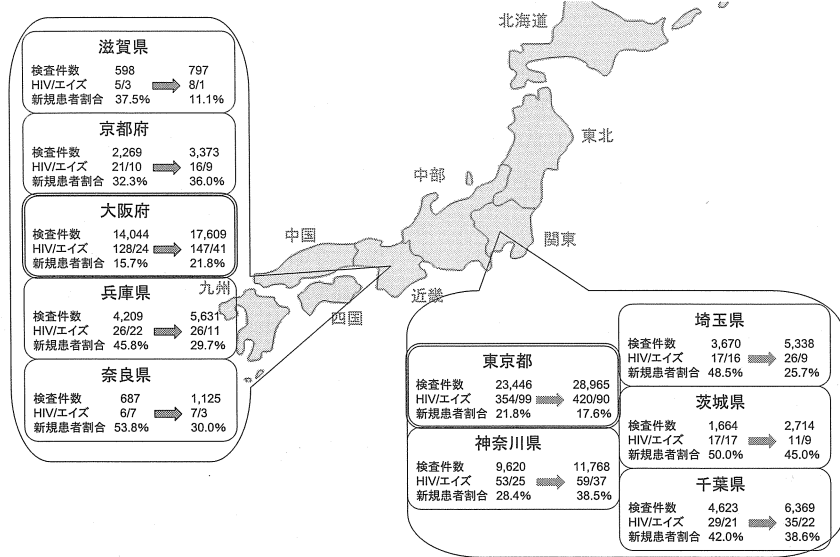 北海道
東北
中部
関東
中国
近畿
九州
四国
滋賀県
検査件数 598 797
HIV/エイズ 5/3 8/1
新規患者割合 37.5% 11.1%
京都府
検査件数 2,269 3,373
HIV/エイズ 21/10 16/9
新規患者割合 32.3% 36.0%
大阪府
検査件数 14,044 17,609
HIV/エイズ 128/24 147/41
新規患者割合 15.7% 21.8%
兵庫県
検査件数 4,209 5,631
HIV/エイズ 26/22 26/11
新規患者割合 45.8% 29.7%
奈良県
検査件数 687 1,125
HIV/エイズ 6/7 7/3
新規患者割合 53.8% 30.0%
東京都
検査件数 23,446 28,965
HIV/エイズ 354/99 420/90
新規患者割合 21.8% 17.6%
神奈川県
検査件数 9,620 11,768
HIV/エイズ 53/25 59/37
新規患者割合 28.4% 38.5%
埼玉県
検査件数 3,670 5,338
HIV/エイズ 17/16 26/9
新規患者割合 48.5% 25.7%
茨城県
検査件数 1,664 2,714
HIV/エイズ 17/17 11/9
新規患者割合 50.0% 45.0%
千葉県
検査件数 4,623 6,369
HIV/エイズ 29/21 35/22
新規患者割合 42.0% 38.6%